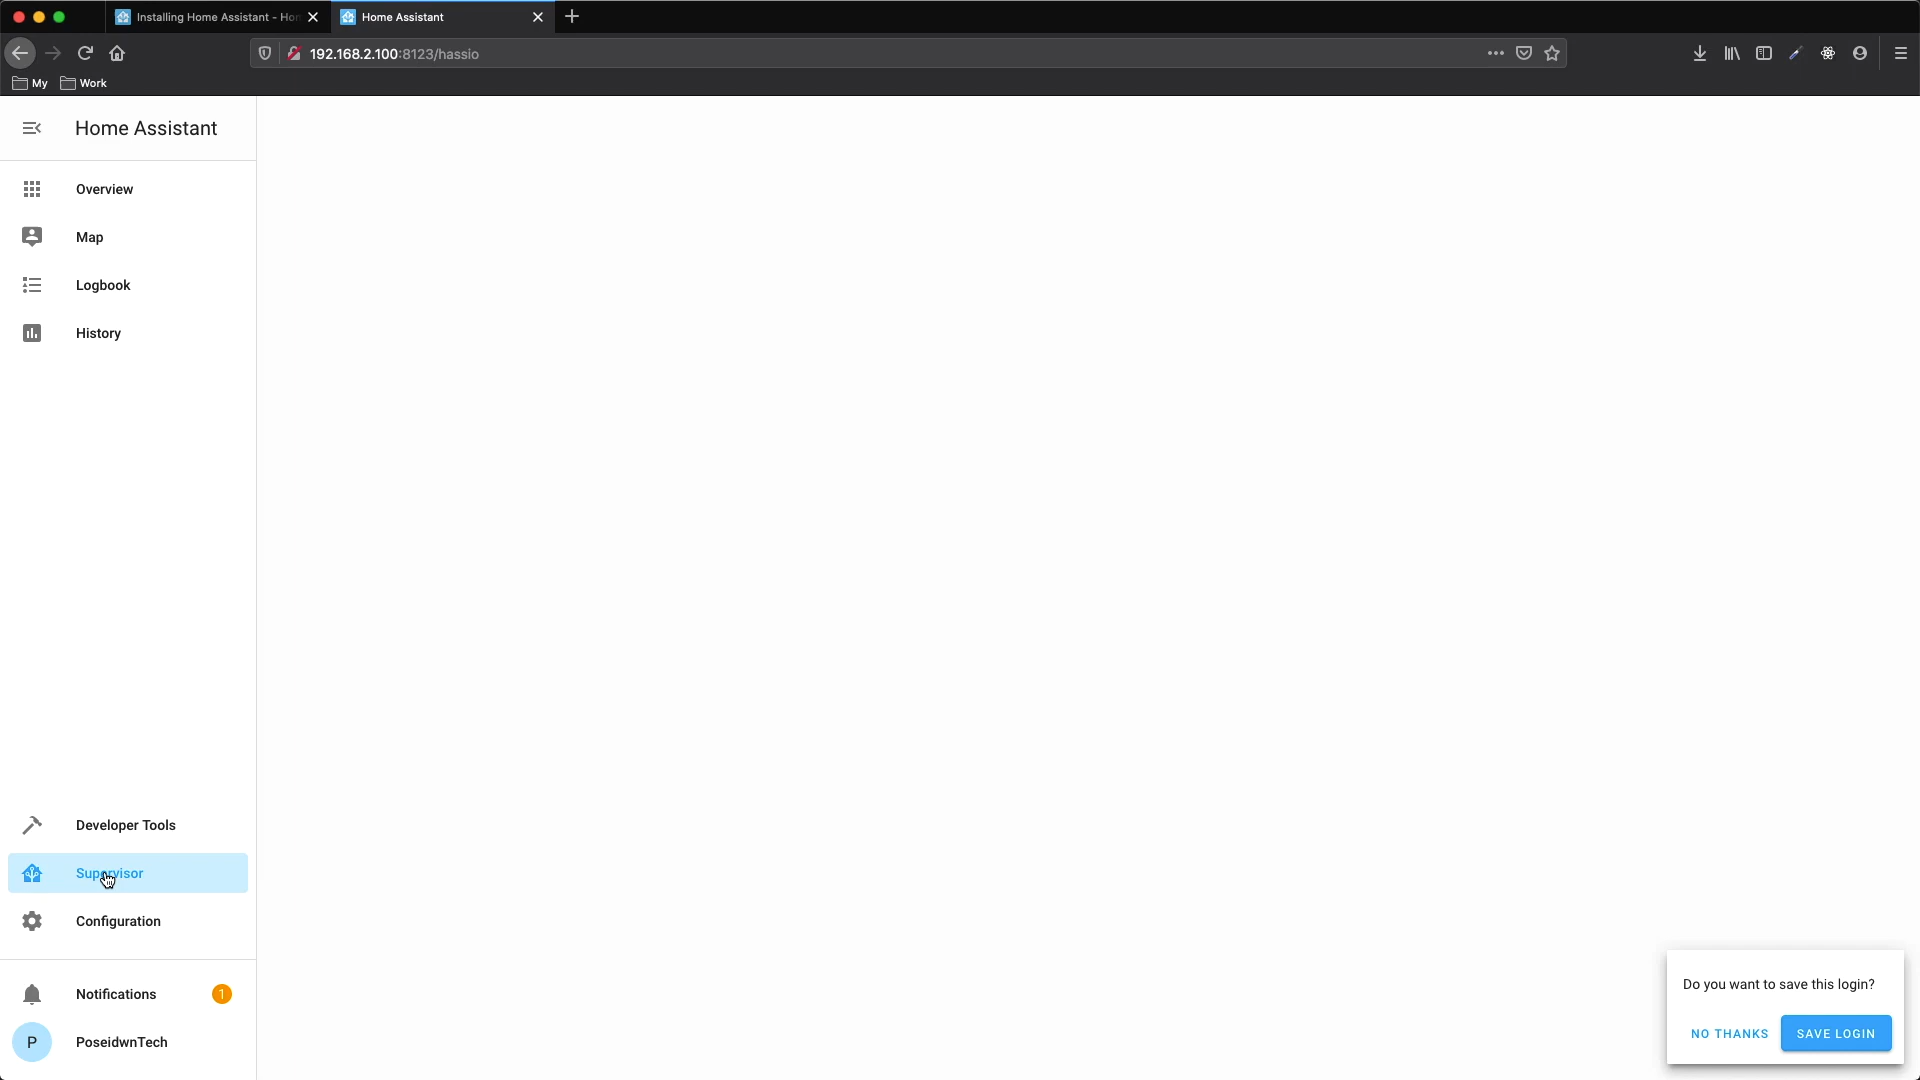 Installing Home Assistant - Hom
Home Assistant
192.168.2.100:8123/hassio
My
Work
Home Assistant
Overview
Map
Logbook
History
Developer Tools
Supervisor
Configuration
Notifications
1
P
PoseidwnTech
Do you want to save this login?
NO THANKS
SAVE LOGIN